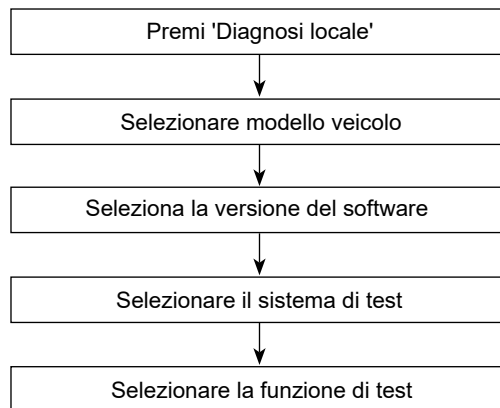 Premi 'Diagnosi locale'
Selezionare modello veicolo
Seleziona la versione del software
Selezionare il sistema di test
Selezionare la funzione di test